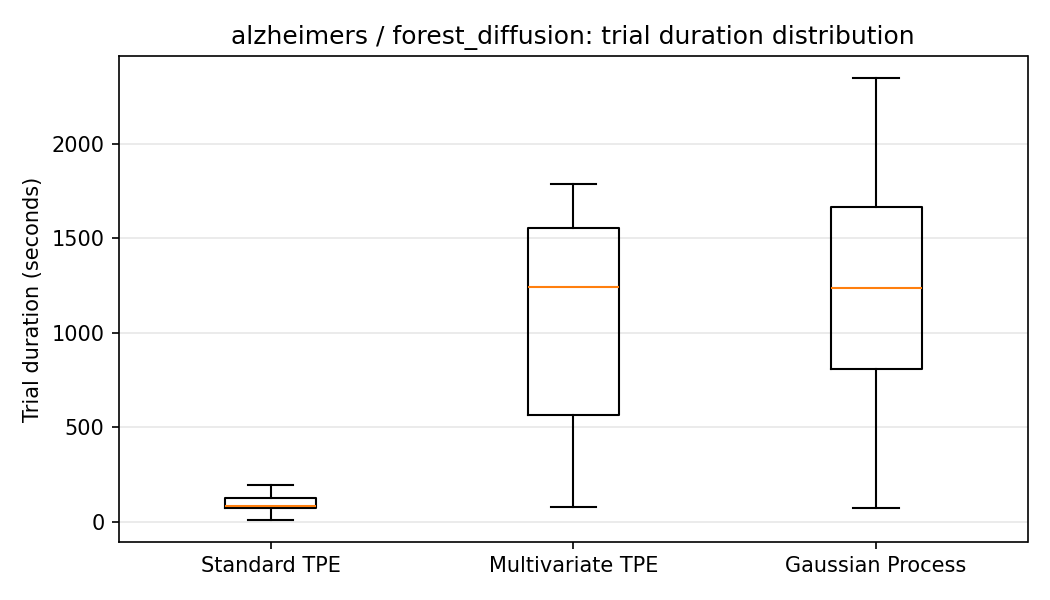 alzheimers / forest_diffusion: trial duration distribution
Trial duration (seconds)
2000
1500
1000
500
0
Standard TPE
Multivariate TPE
Gaussian Process